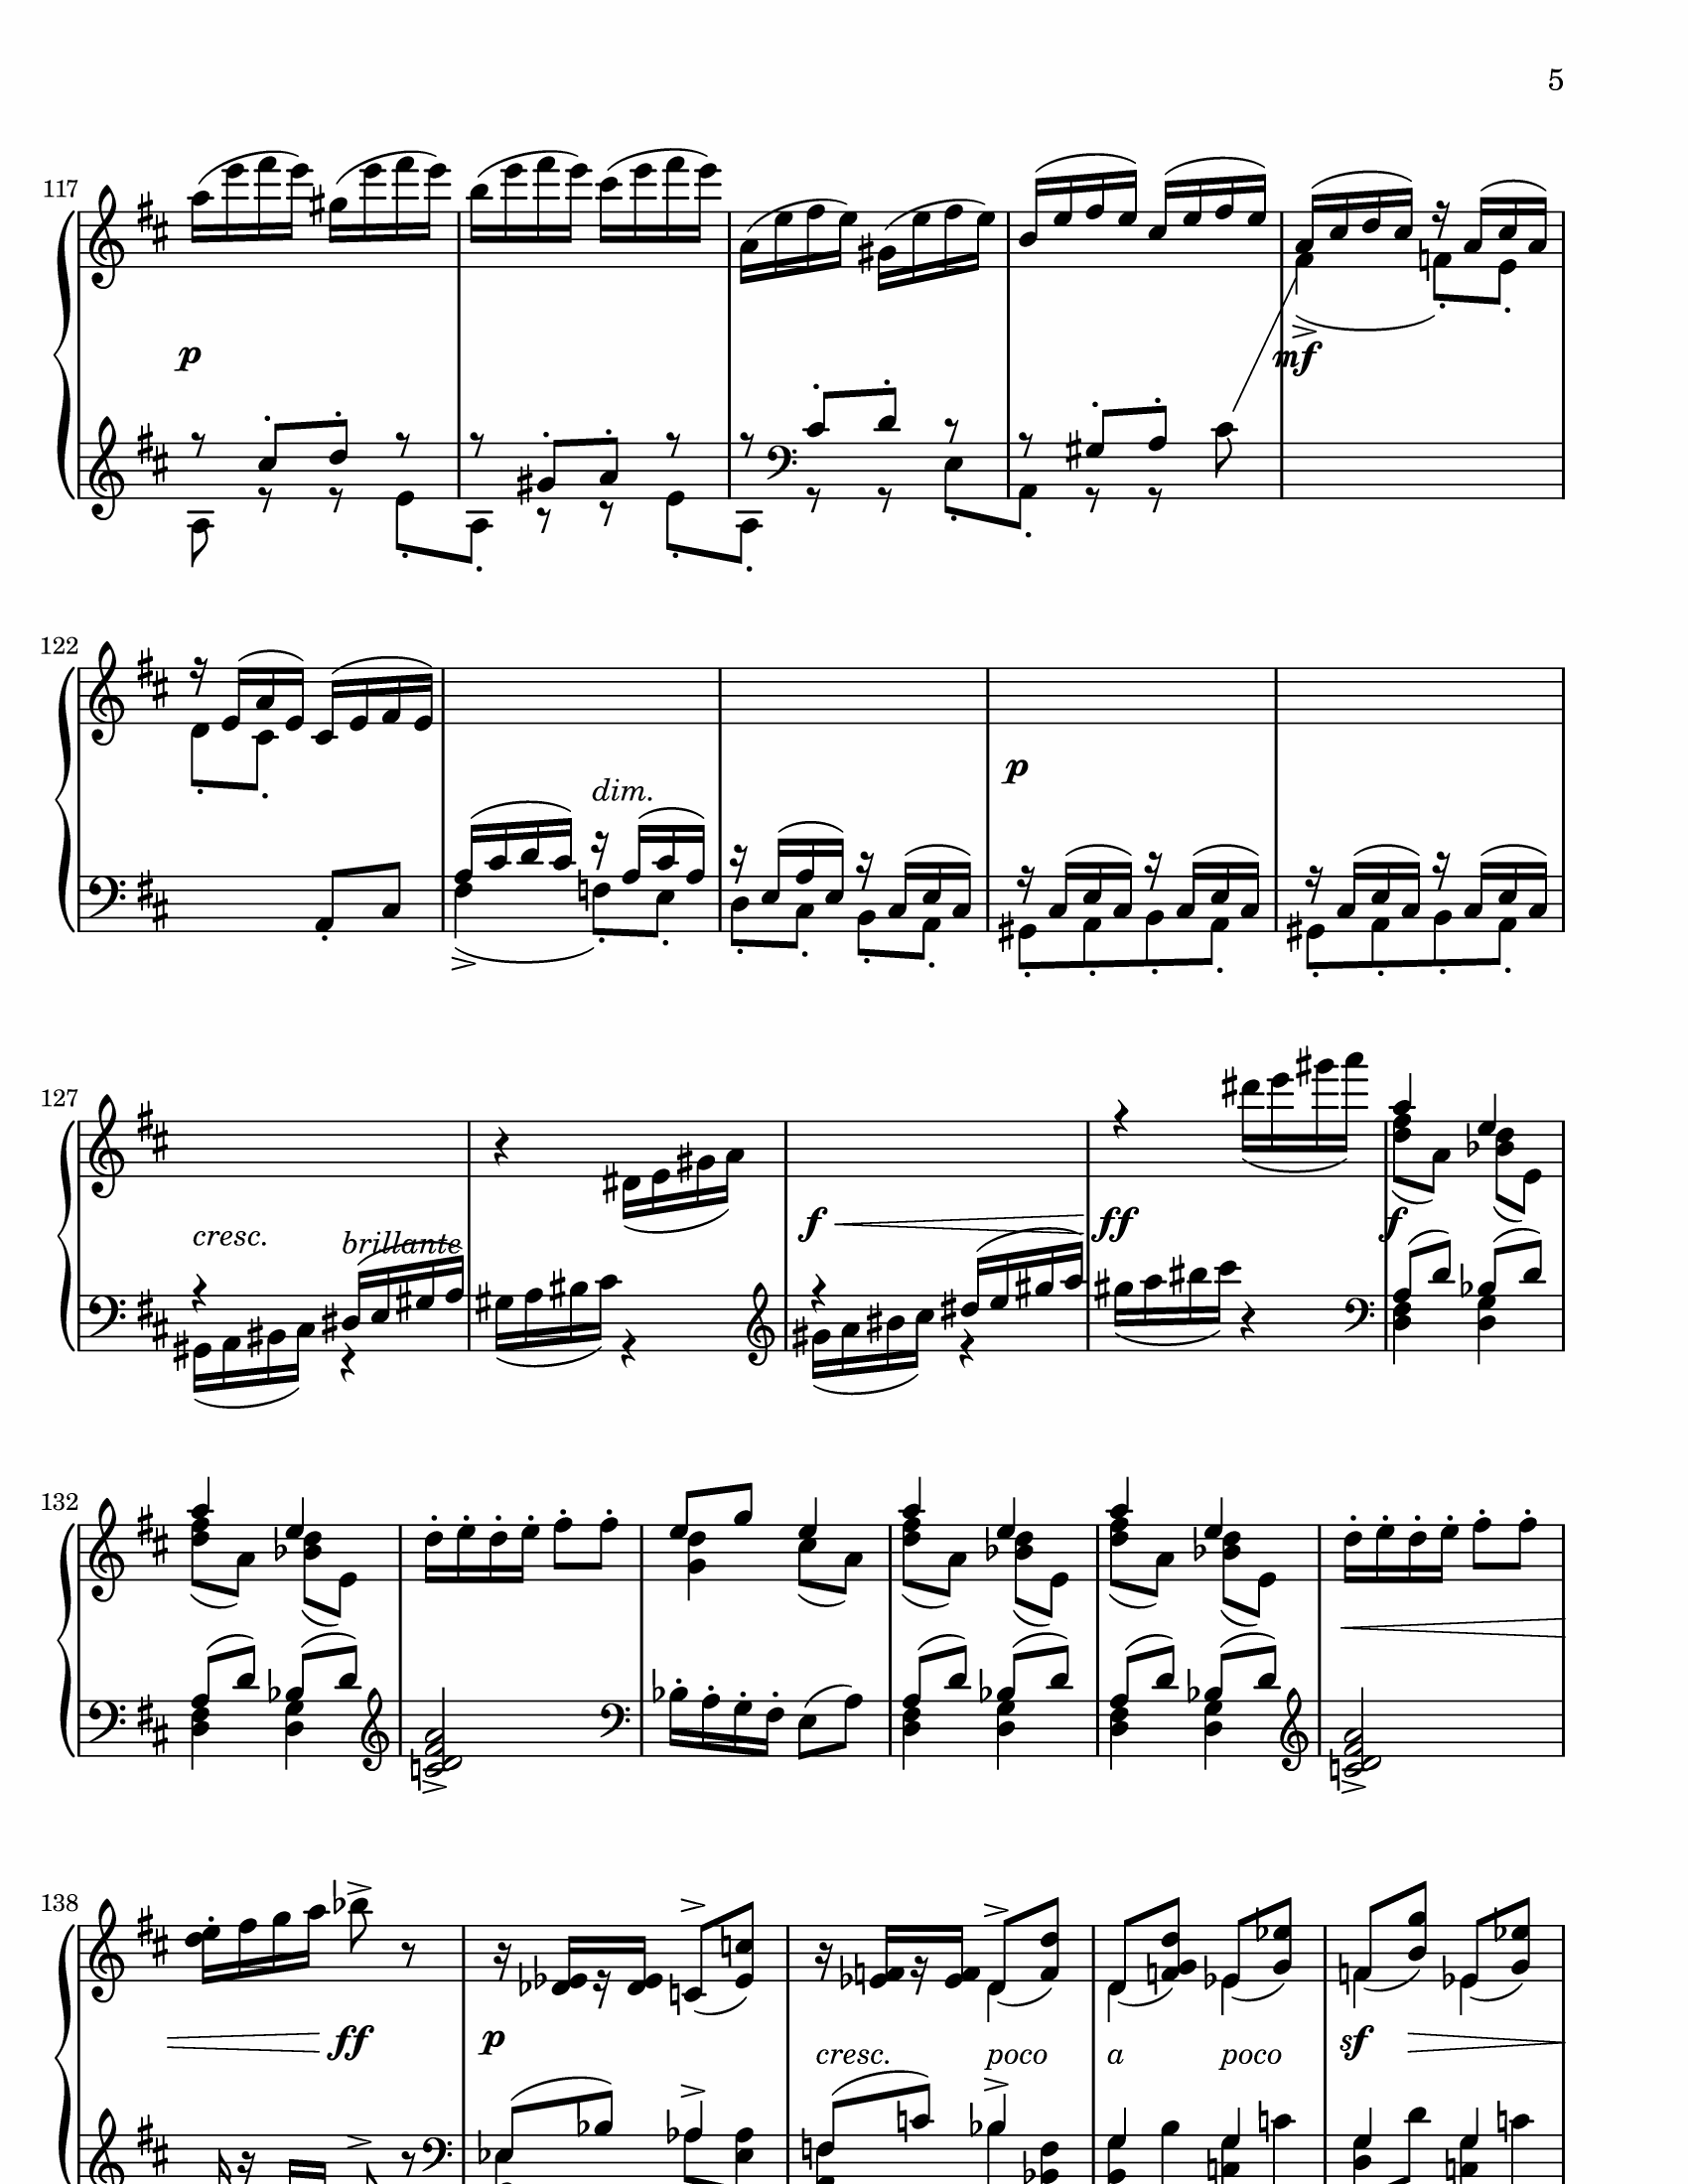 5
117
p
mf
122
dim.
p
127
cresc.
brillante
f
ff
f
132
138
ff
p
cresc.
poco
a
poco
sf